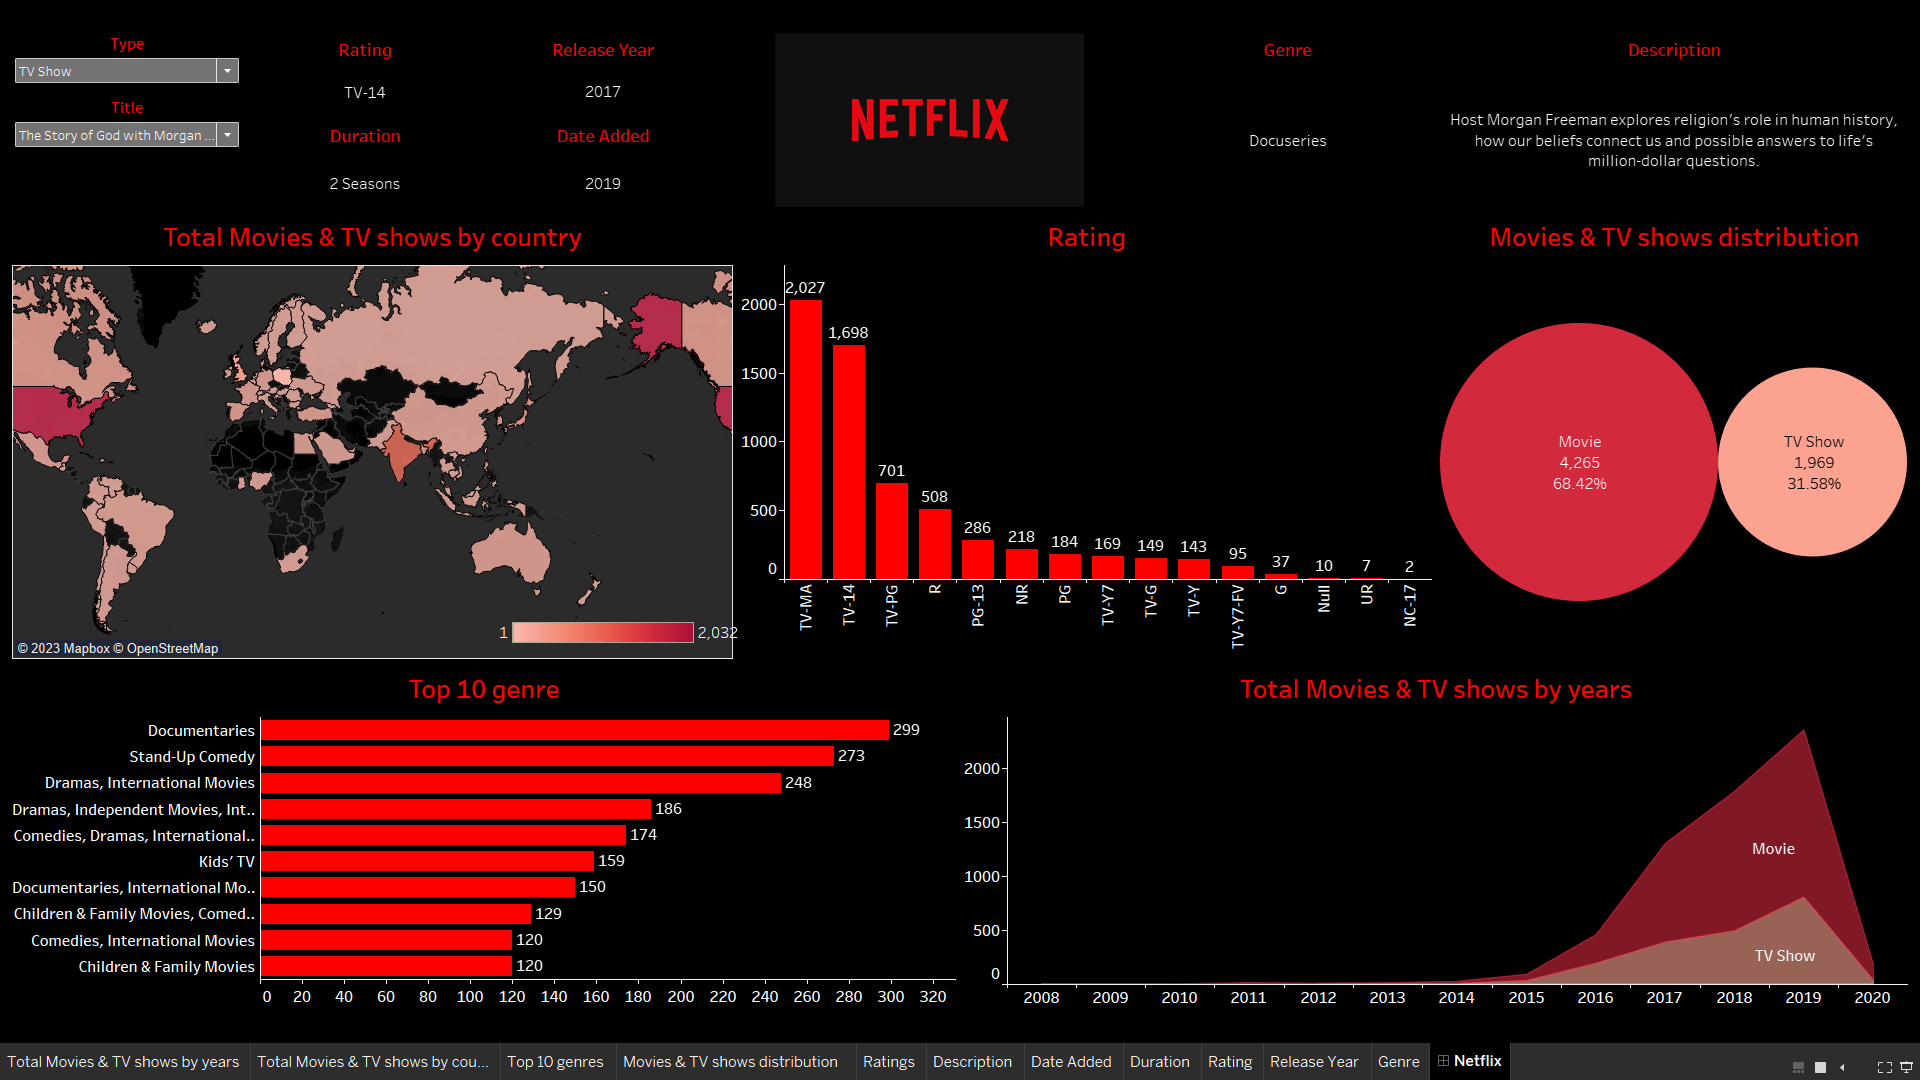 Type
TV Show
Title
The Story of God with Morgan ...
Rating
TV-14
Duration
2 Seasons
Release Year
2017
Date Added
2019
NETFLIX
Genre
Docuseries
Description
Host Morgan Freeman explores religion’s role in human history,
how our beliefs connect us and possible answers to life’s
million-dollar questions.
Total Movies & TV shows by country
1
2,032
© 2023 Mapbox © OpenStreetMap
Rating
2000
1500
1000
500
0
2,027
1,698
701
508
286
218
184
169
149
143
95
37
10
7
2
TV-MA
TV-14
TV-PG
R
PG-13
NR
PG
TV-Y7
TV-G
TV-Y
TV-Y7-FV
G
Null
UR
NC-17
Movies & TV shows distribution
Movie
4,265
68.42%
TV Show
1,969
31.58%
Top 10 genre
Documentaries 299
Stand-Up Comedy 273
Dramas, International Movies 248
Dramas, Independent Movies, Int.. 186
Comedies, Dramas, International.. 174
Kids’ TV 159
Documentaries, International Mo.. 150
Children & Family Movies, Comed.. 129
Comedies, International Movies 120
Children & Family Movies 120
0 20 40 60 80 100 120 140 160 180 200 220 240 260 280 300 320
Total Movies & TV shows by years
2000
1500
1000
500
0
Movie
TV Show
2008 2009 2010 2011 2012 2013 2014 2015 2016 2017 2018 2019 2020
Total Movies & TV shows by years
Total Movies & TV shows by cou...
Top 10 genres
Movies & TV shows distribution
Ratings
Description
Date Added
Duration
Rating
Release Year
Genre
Netflix